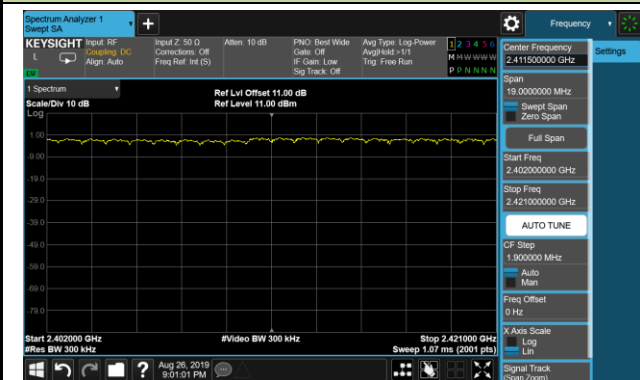 Spectrum Analyzer 1
Swept SA
Frequency
KEYSIGHT
L
Input: RF
Coupling: DC
Align: Auto
Input Z: 50 Ω
Corrections: Off
Freq Ref: Int (S)
Atten: 10 dB
PNO: Best Wide
Gate: Off
IF Gain: Low
Sig Track: Off
Avg Type: Log-Power
Avg|Hold:>1/1
Trig: Free Run
1 2 3 4 5 6
M M W W W W
P P N N N N
Center Frequency
2.411500000 GHz
Settings
Span
19.0000000 MHz
Swept Span
Zero Span
Full Span
Start Freq
2.402000000 GHz
Stop Freq
2.421000000 GHz
AUTO TUNE
CF Step
1.900000 MHz
Auto
Man
Freq Offset
0 Hz
X Axis Scale
Log
Lin
Signal Track
(Span Zoom)
1 Spectrum
Scale/Div 10 dB
Log
Ref Lvl Offset 11.00 dB
Ref Level 11.00 dBm
1.00
-9.00
-19.0
-29.0
-39.0
-49.0
-59.0
-69.0
-79.0
Start 2.402000 GHz
#Res BW 300 kHz
#Video BW 300 kHz
Stop 2.421000 GHz
Sweep 1.07 ms (2001 pts)
Aug 26, 2019
9:01:01 PM